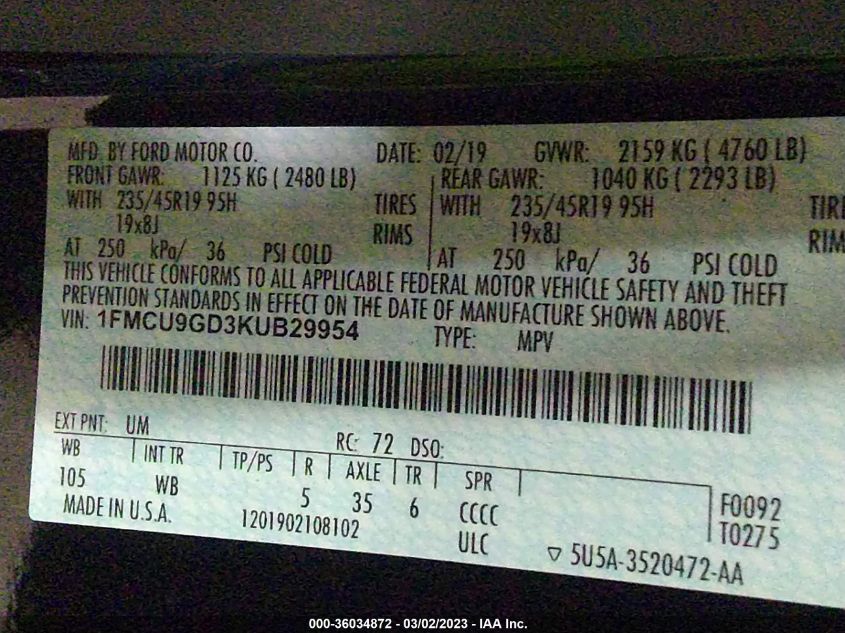 MFD. BY FORD MOTOR CO. DATE: 02/19 GVWR: 2159 KG ( 4760 LB)
FRONT GAWR: 1125 KG ( 2480 LB) REAR GAWR: 1040 KG ( 2293 LB)
WITH 235/45R19 95H TIRES WITH 235/45R19 95H
19x8J RIMS 19x8J
AT 250 kPa/ 36 PSI COLD AT 250 kPa/ 36 PSI COLD
THIS VEHICLE CONFORMS TO ALL APPLICABLE FEDERAL MOTOR VEHICLE SAFETY AND THEFT
PREVENTION STANDARDS IN EFFECT ON THE DATE OF MANUFACTURE SHOWN ABOVE.
VIN: 1FMCU9GD3KUB29954 TYPE: MPV
EXT PNT: UM RC: 72 DSO:
WB INT TR TP/PS R AXLE TR SPR
105 WB 5 35 6 CCCC F0092
MADE IN U.S.A. 1201902108102 ULC T0275
▽ 5U5A-3520472-AA
000-36034872 - 03/02/2023 - IAA Inc.